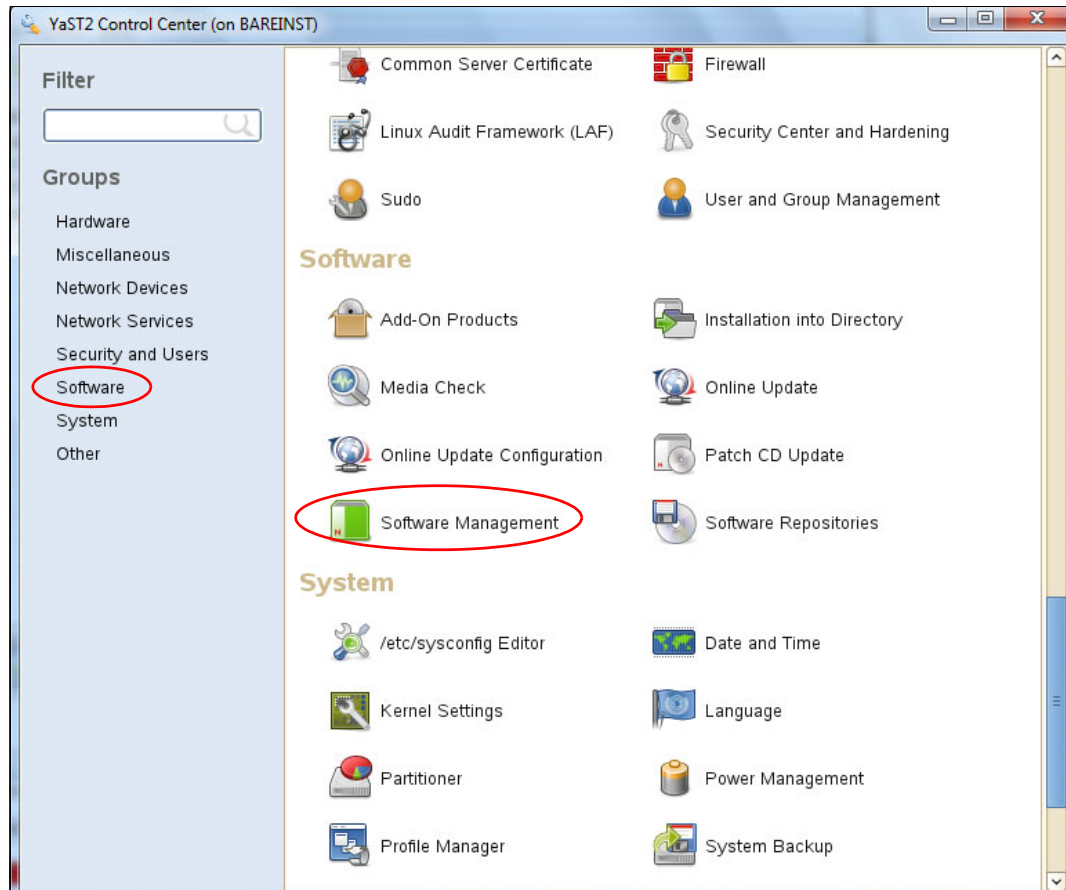 YaST2 Control Center (on BAREINST)
Filter
Groups
Hardware
Miscellaneous
Network Devices
Network Services
Security and Users
Software
System
Other
Common Server Certificate
Firewall
Linux Audit Framework (LAF)
Security Center and Hardening
Sudo
User and Group Management
Software
Add-On Products
Installation into Directory
Media Check
Online Update
Online Update Configuration
Patch CD Update
Software Management
Software Repositories
System
/etc/sysconfig Editor
Date and Time
Kernel Settings
Language
Partitioner
Power Management
Profile Manager
System Backup